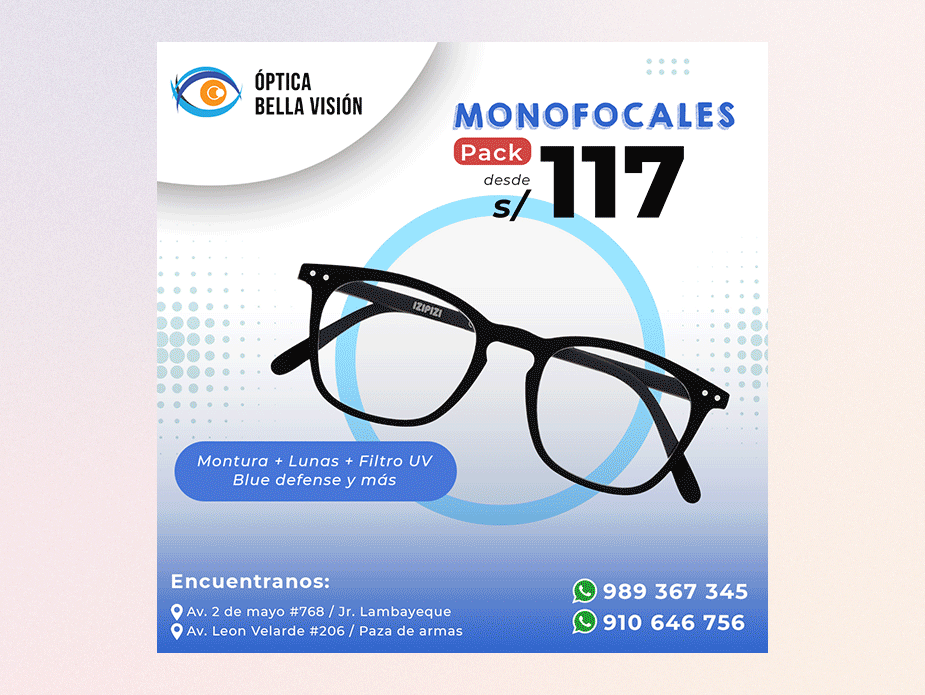 ÓPTICA
BELLA VISIÓN
MONOFOCALES
Pack
desde
s/ 117
IZIPIZI
Montura + Lunas + Filtro UV
Blue defense y más
Encuentranos:
Av. 2 de mayo #768 / Jr. Lambayeque
Av. Leon Velarde #206 / Paza de armas
989 367 345
910 646 756